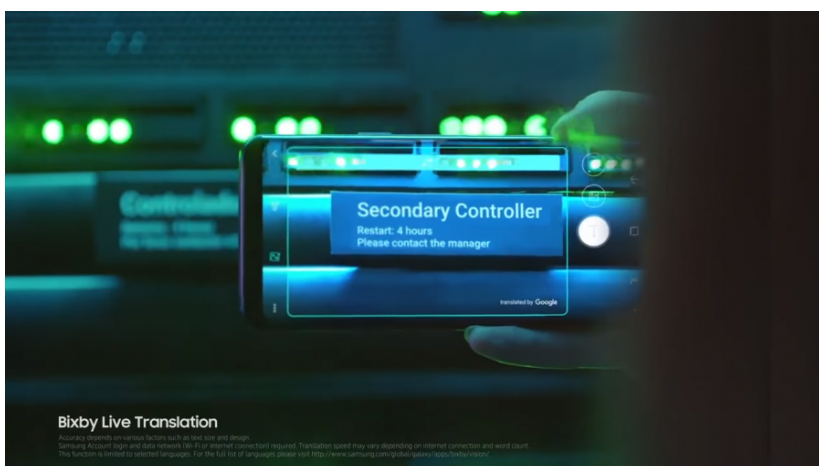 Secondary Controller
Restart: 4 hours
Please contact the manager
translated by Google
Bixby Live Translation
Accuracy depends on various factors such as text size and design.
Samsung Account login and data network (Wi-Fi or internet connection) required. Translation speed may vary depending on internet connection and word count.
This function is limited to selected languages. For the full list of languages please visit http://www.samsung.com/global/galaxy/apps/bixby/vision/